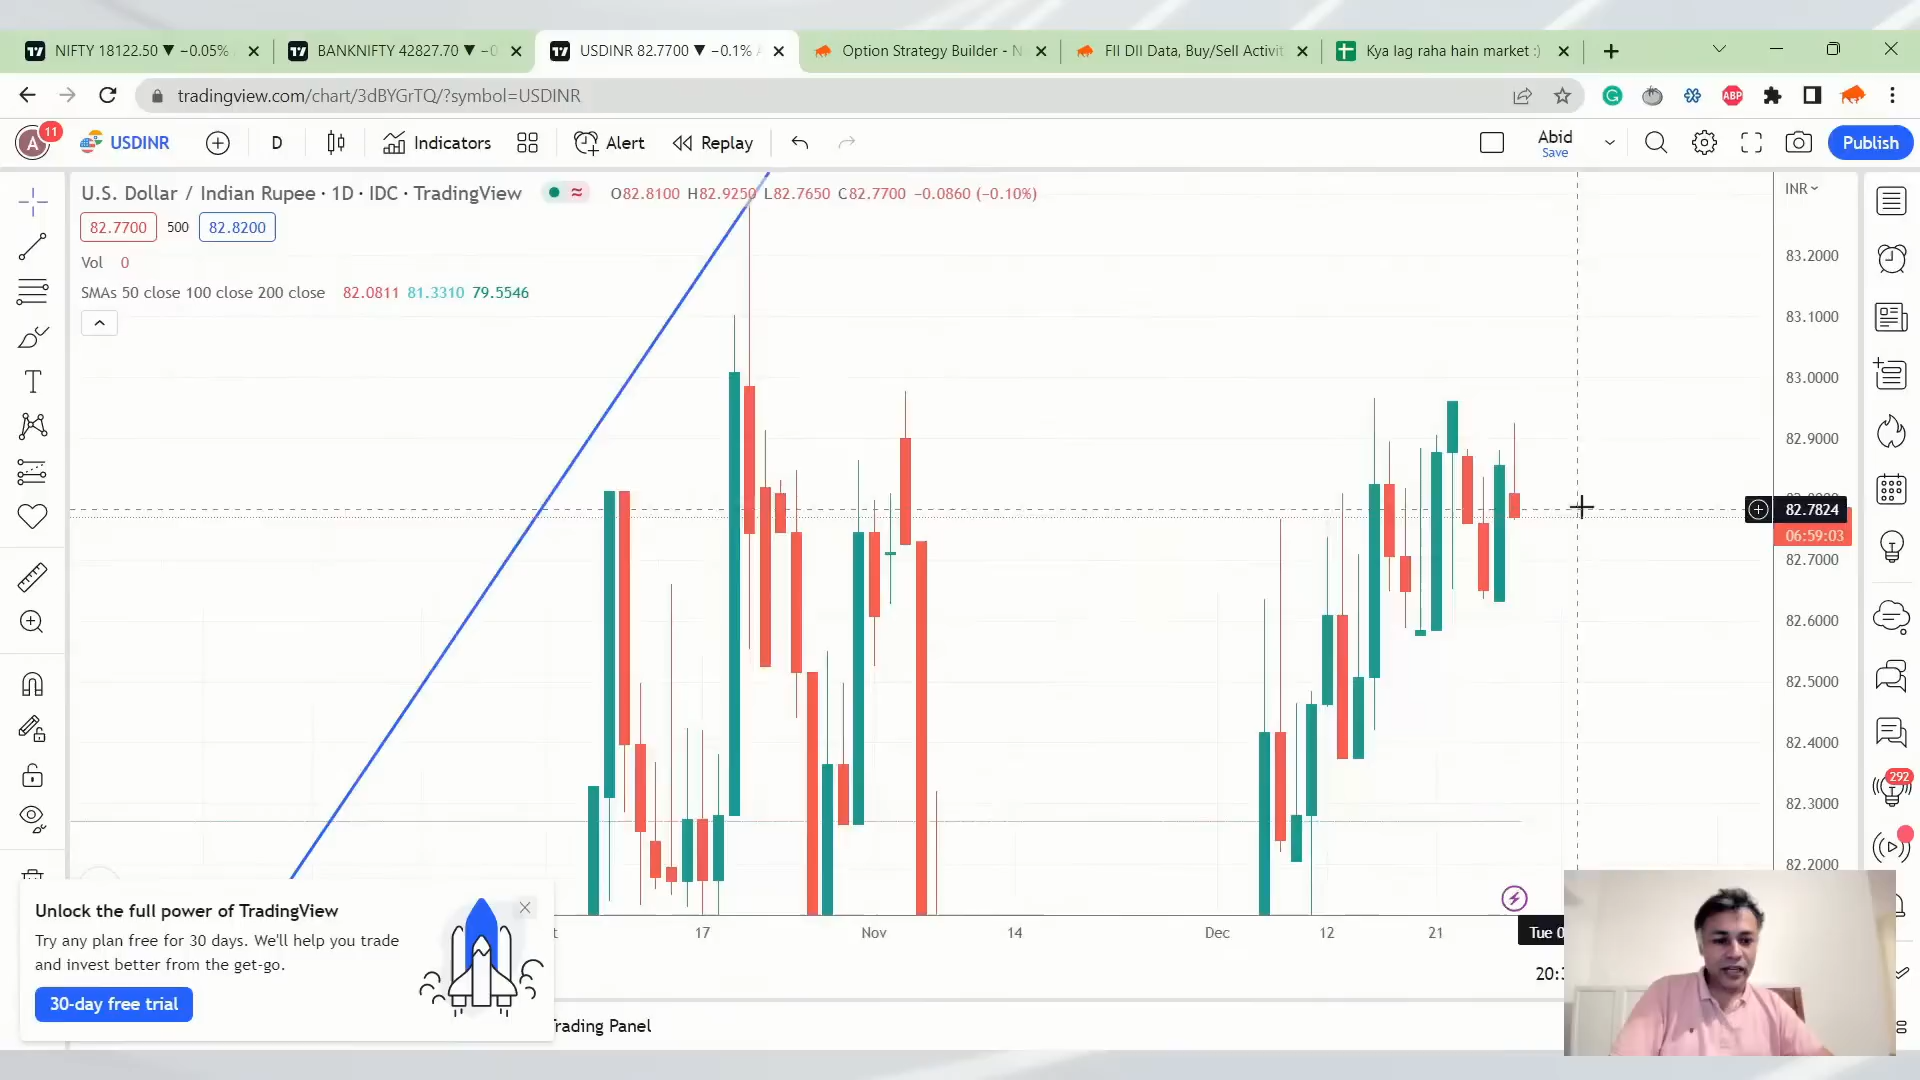 NIFTY 18122.50 ▼ −0.05%
BANKNIFTY 42827.70 ▼ −0
USDINR 82.7700 ▼ −0.1%
Option Strategy Builder - N
FII DII Data, Buy/Sell Activit
Kya lag raha hain market :)
tradingview.com/chart/3dBYGrTQ/?symbol=USDINR
ABP
A
11
USDINR
D
Indicators
Alert
Replay
Abid
Save
Publish
U.S. Dollar / Indian Rupee · 1D · IDC · TradingView
O82.8100 H82.9250 L82.7650 C82.7700 −0.0860 (−0.10%)
INR
82.7700 500 82.8200
Vol 0
SMAs 50 close 100 close 200 close 82.0811 81.3310 79.5546
83.2000
83.1000
83.0000
82.9000
82.7824
06:59:03
82.7000
82.6000
82.5000
82.4000
82.3000
82.2000
292
17 Nov 14 Dec 12 21 Tue
20:
Unlock the full power of TradingView
Try any plan free for 30 days. We'll help you trade
and invest better from the get-go.
30-day free trial
Trading Panel